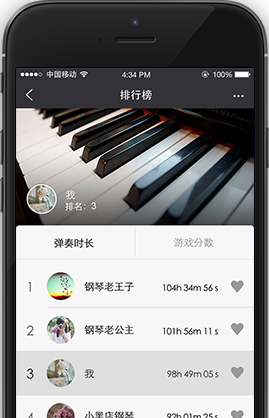 中国移动 4:34 PM 100%
排行榜
我
排名：3
弹奏时长 游戏分数
1 钢琴老王子 104h 34m 56 s
2 钢琴老公主 101h 56m 11 s
3 我 98h 49m 05 s
小黑店钢琴 92h 01m 56 s